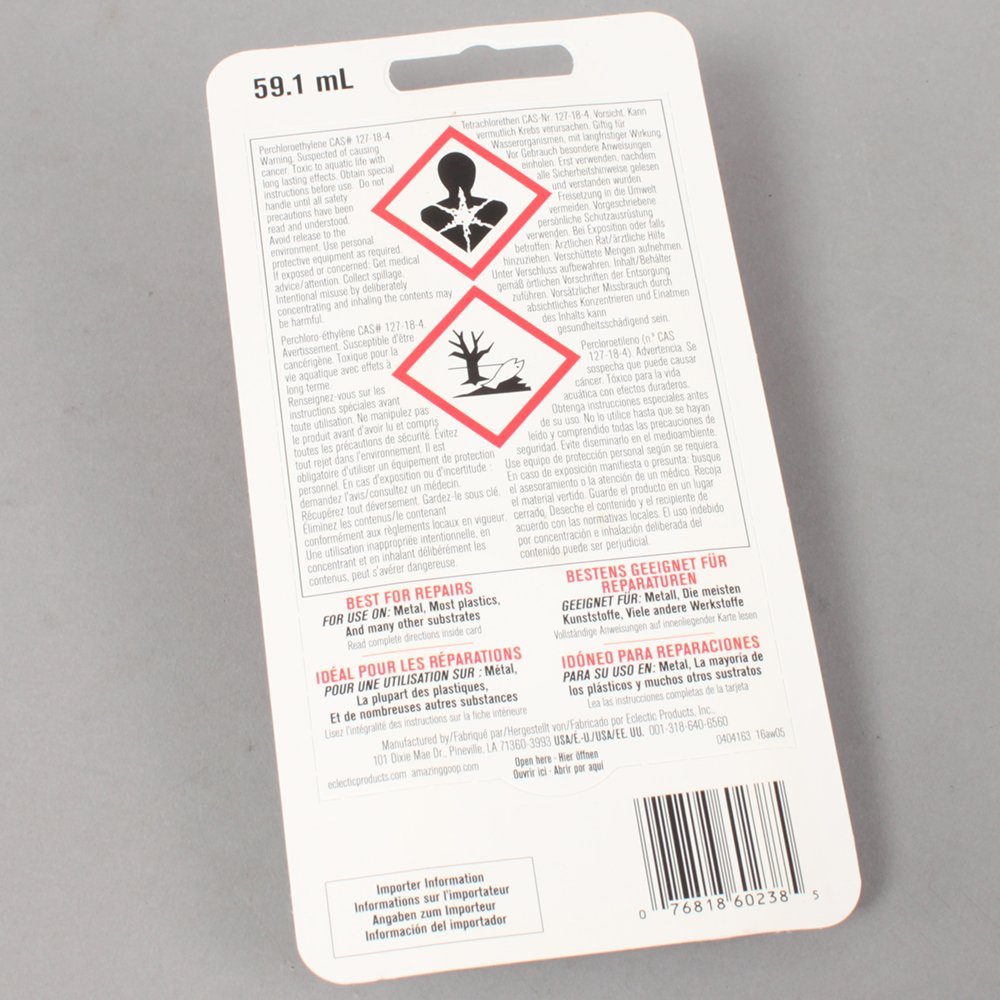 59.1 mL
Perchloroethylene CAS# 127-18-4.
Warning. Suspected of causing
cancer. Toxic to aquatic life with
long lasting effects. Obtain special
instructions before use. Do not
handle until all safety
precautions have been
read and understood.
Avoid release to the
environment. Use personal
protective equipment as required.
If exposed or concerned: Get medical
advice/attention. Collect spillage.
Intentional misuse by deliberately
concentrating and inhaling the contents may
be harmful.
Tetrachlorethen CAS-Nr 127-18-4. Vorsicht. Kann
vermutlich Krebs verursachen. Giftig für
Wasserorganismen, mit langfristiger Wirkung.
Vor Gebrauch besondere Anweisungen
einholen. Erst verwenden, nachdem
alle Sicherheitshinweise gelesen
und verstanden wurden.
Freisetzung in die Umwelt
vermeiden. Vorgeschriebene
persönliche Schutzausrüstung
verwenden. Bei Exposition oder falls
betroffen: Ärztlichen Rat/ärztliche Hilfe
hinzuziehen. Verschüttete Mengen aufnehmen.
Unter Verschluss aufbewahren. Inhalt/Behälter
gemäß örtlichen Vorschriften der Entsorgung
zuführen. Vorsätzlicher Missbrauch durch
absichtliches Konzentrieren und Einatmen
des Inhalts kann
gesundheitsschädigend sein.
Perchloro-éthylène CAS# 127-18-4.
Avertissement. Susceptible d'être
cancérigène. Toxique pour la
vie aquatique avec effets à
long terme.
Renseignez-vous sur les
instructions spéciales avant
toute utilisation. Ne manipulez pas
le produit avant d'avoir lu et compris
toutes les précautions de sécurité. Évitez
tout rejet dans l'environnement. Il est
obligatoire d'utiliser un équipement de protection
personnel. En cas d'exposition ou d'incertitude :
demandez l'avis/consultez un médecin.
Récupérez tout déversement. Gardez-le sous clé.
Éliminez les contenus/le contenant
conformément aux règlements locaux en vigueur.
Une utilisation inappropriée intentionnelle, en
concentrant et en inhalant délibérément les
contenus, peut s'avérer dangereuse.
Percloroetileno (n.º CAS
127-18-4). Advertencia. Se
sospecha que puede causar
cáncer. Tóxico para la vida
acuática con efectos duraderos.
Obtenga instrucciones especiales antes
de su uso. No lo utilice hasta que se hayan
leído y comprendido todas las precauciones de
seguridad. Evite diseminarlo en el medioambiente.
Use equipo de protección personal según se requiera.
En caso de exposición manifiesta o presunta, busque
el asesoramiento o la atención de un médico. Recoja
el material vertido. Guarde el producto en un lugar
cerrado. Deseche el contenido y el recipiente de
acuerdo con las normativas locales. El uso indebido
por concentración e inhalación deliberada del
contenido puede ser perjudicial.
BEST FOR REPAIRS
FOR USE ON: Metal, Most plastics,
And many other substrates
Read complete directions inside card
BESTENS GEEIGNET FÜR
REPARATUREN
GEEIGNET FÜR: Metall, Die meisten
Kunststoffe, Viele andere Werkstoffe
Vollständige Anweisungen auf innenliegender Karte lesen
IDÉAL POUR LES RÉPARATIONS
POUR UNE UTILISATION SUR : Métal,
La plupart des plastiques,
Et de nombreuses autres substances
Lisez l'intégralité des instructions sur la fiche intérieure
IDÓNEO PARA REPARACIONES
PARA SU USO EN: Metal, La mayoría de
los plásticos y muchos otros sustratos
Lea las instrucciones completas de la tarjeta
Manufactured by/Fabriqué par/Hergestellt von/Fabricado por Eclectic Products, Inc.,
101 Dixie Mae Dr., Pineville, LA 71360-3993 USA/É.-U./USA/EE. UU. 001-318-640-6560
eclecticproducts.com amazinggoop.com
Open here - Hier öffnen
Ouvrir ici - Abrir por aquí
0404163 16aw05
Importer Information
Informations sur l'importateur
Angaben zum Importeur
Información del importador
0 76818 60238 5